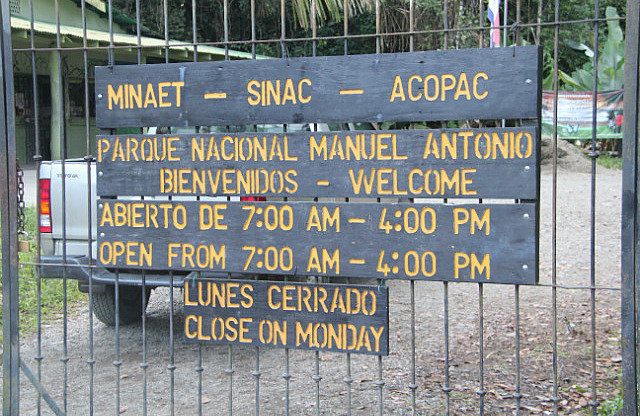 MINAET - SINAC - ACOPAC
PARQUE NACIONAL MANUEL ANTONIO
BIENVENIDOS - WELCOME
ABIERTO DE 7:00 AM - 4:00 PM
OPEN FROM 7:00 AM - 4:00 PM
LUNES CERRADO
CLOSE ON MONDAY